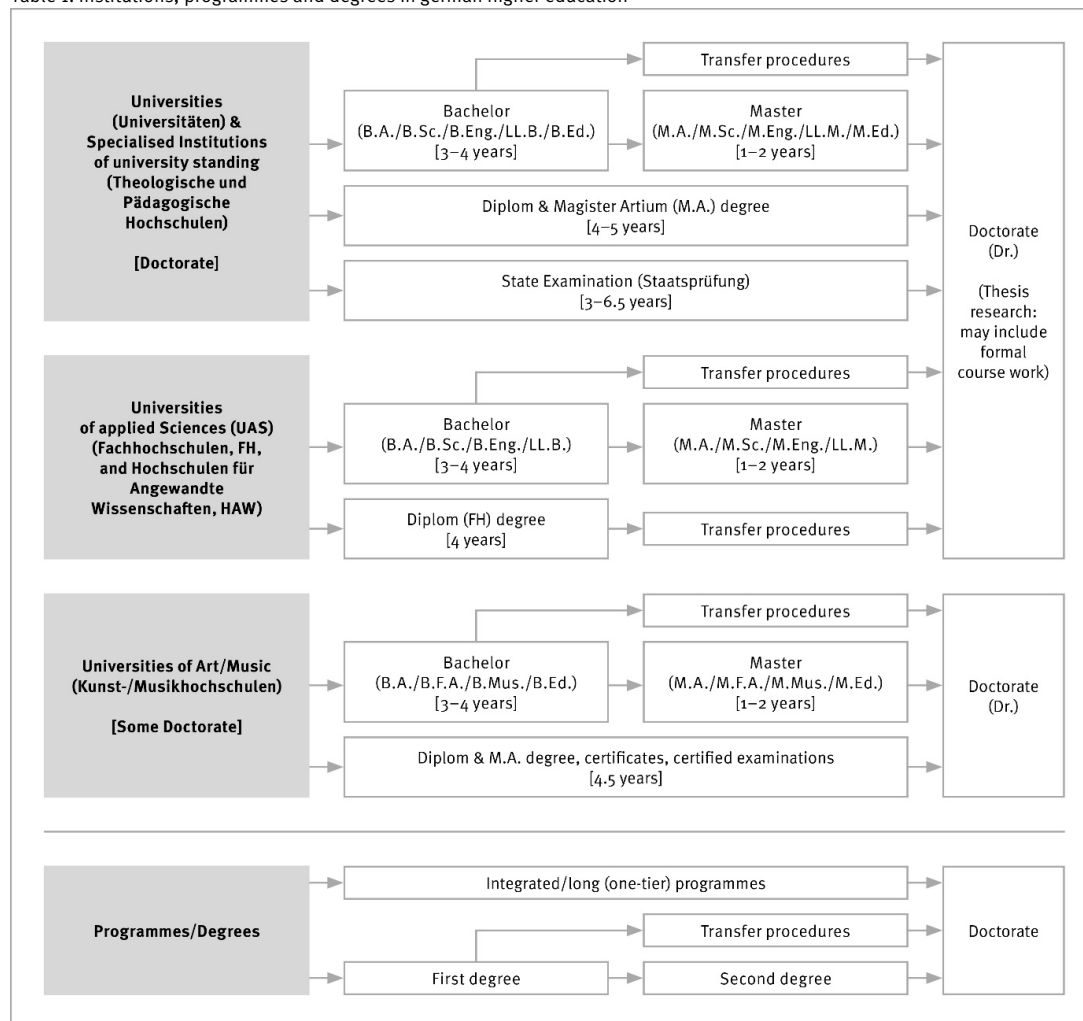 Table 1: Institutions, programmes and degrees in german higher education
Universities
(Universitäten) &
Specialised Institutions
of university standing
(Theologische und
Pädagogische
Hochschulen)
[Doctorate]
Transfer procedures
Bachelor
(B.A./B.Sc./B.Eng./LL.B./B.Ed.)
[3–4 years]
Master
(M.A./M.Sc./M.Eng./LL.M./M.Ed.)
[1–2 years]
Diplom & Magister Artium (M.A.) degree
[4–5 years]
State Examination (Staatsprüfung)
[3–6.5 years]
Doctorate
(Dr.)
(Thesis
research:
may include
formal
course work)
Universities
of applied Sciences (UAS)
(Fachhochschulen, FH,
and Hochschulen für
Angewandte
Wissenschaften, HAW)
Transfer procedures
Bachelor
(B.A./B.Sc./B.Eng./LL.B.)
[3–4 years]
Master
(M.A./M.Sc./M.Eng./LL.M.)
[1–2 years]
Diplom (FH) degree
[4 years]
Transfer procedures
Universities of Art/Music
(Kunst-/Musikhochschulen)
[Some Doctorate]
Transfer procedures
Bachelor
(B.A./B.F.A./B.Mus./B.Ed.)
[3–4 years]
Master
(M.A./M.F.A./M.Mus./M.Ed.)
[1–2 years]
Diplom & M.A. degree, certificates, certified examinations
[4.5 years]
Doctorate
(Dr.)
Programmes/Degrees
Integrated/long (one-tier) programmes
Transfer procedures
First degree
Second degree
Doctorate